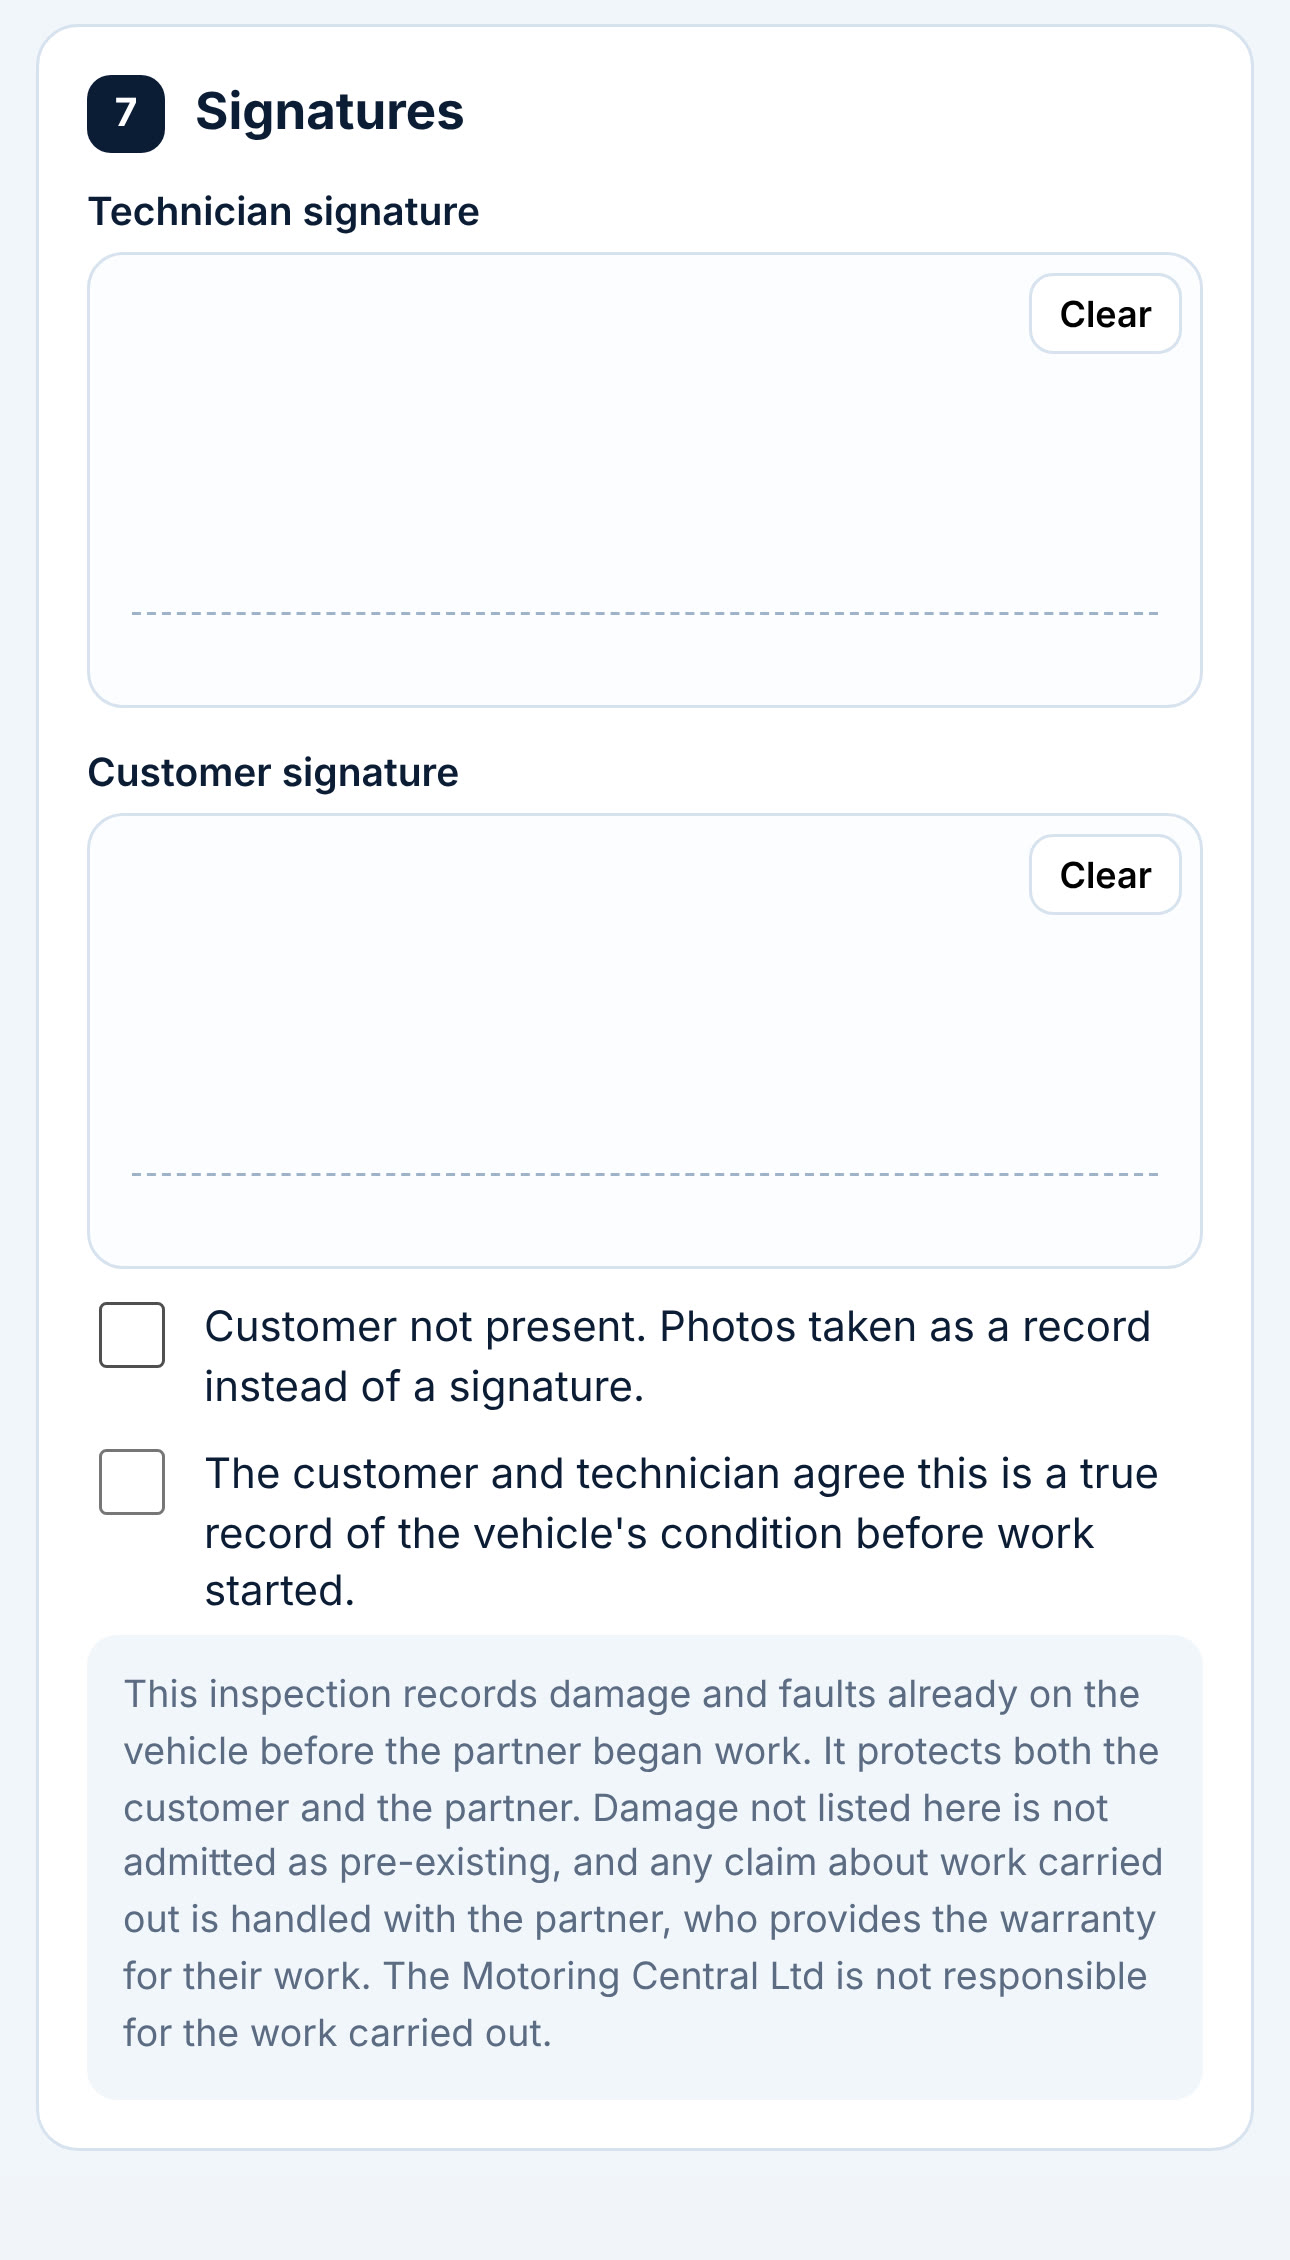 7 Signatures
Technician signature
Clear
Customer signature
Clear
Customer not present. Photos taken as a record
instead of a signature.
The customer and technician agree this is a true
record of the vehicle's condition before work
started.
This inspection records damage and faults already on the
vehicle before the partner began work. It protects both the
customer and the partner. Damage not listed here is not
admitted as pre-existing, and any claim about work carried
out is handled with the partner, who provides the warranty
for their work. The Motoring Central Ltd is not responsible
for the work carried out.